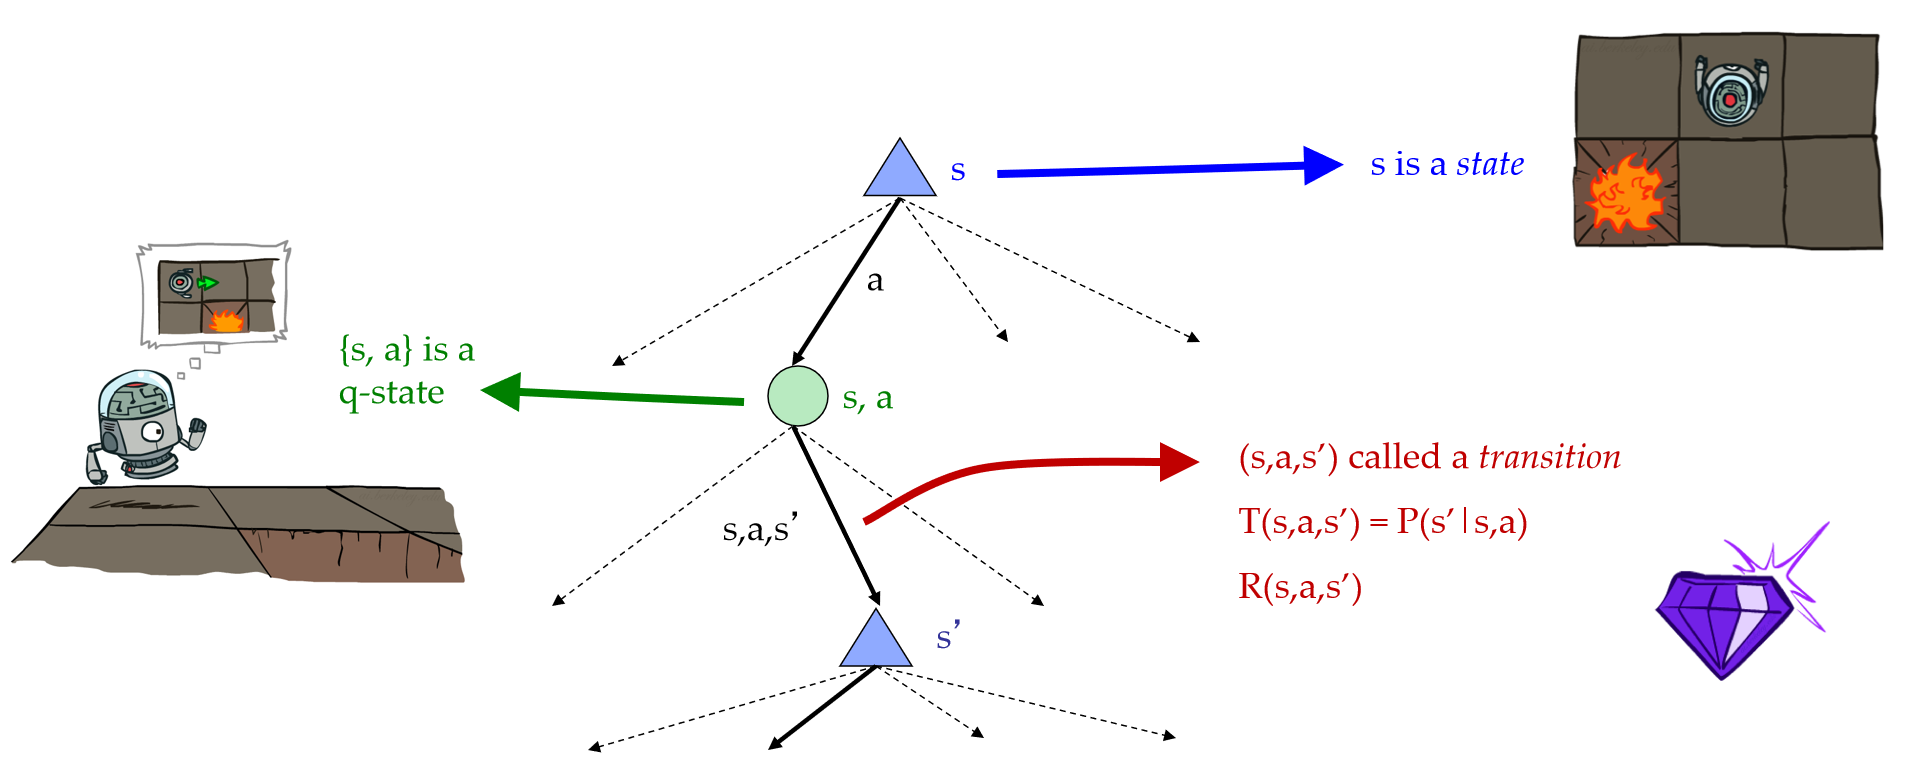 s
s is a state
a
{s, a} is a
q-state
s, a
(s,a,s’) called a transition
s,a,s’
T(s,a,s’) = P(s’|s,a)
R(s,a,s’)
s’